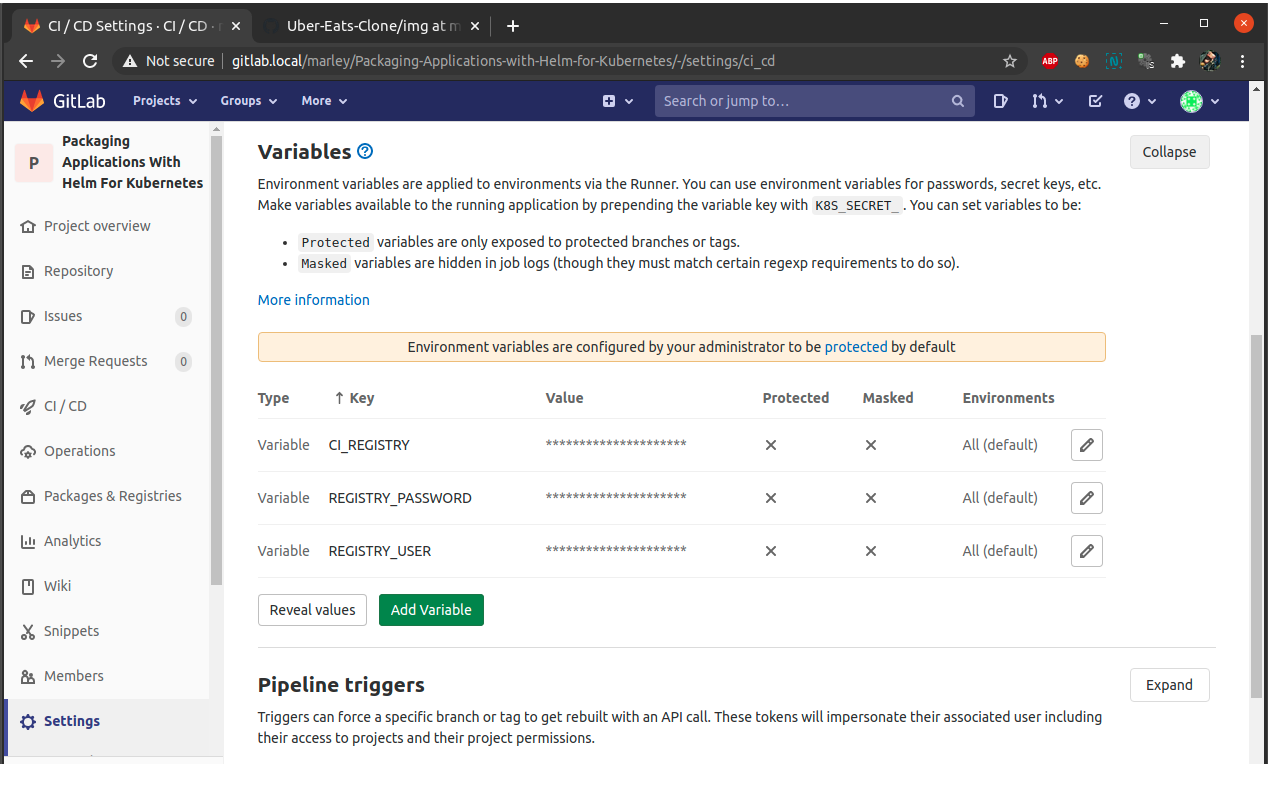 CI / CD Settings · CI / CD ·
Uber-Eats-Clone/img at m
Not secure
gitlab.local/marley/Packaging-Applications-with-Helm-for-Kubernetes/-/settings/ci_cd
ABP
N
GitLab
Projects
Groups
More
Search or jump to…
P
Packaging
Applications With
Helm For Kubernetes
Project overview
Repository
Issues 0
Merge Requests 0
CI / CD
Operations
Packages & Registries
Analytics
Wiki
Snippets
Members
Settings
Variables
Collapse
Environment variables are applied to environments via the Runner. You can use environment variables for passwords, secret keys, etc.
Make variables available to the running application by prepending the variable key with K8S_SECRET_. You can set variables to be:
• Protected variables are only exposed to protected branches or tags.
• Masked variables are hidden in job logs (though they must match certain regexp requirements to do so).
More information
Environment variables are configured by your administrator to be protected by default
Type ↑ Key Value Protected Masked Environments
Variable CI_REGISTRY ********************* All (default)
Variable REGISTRY_PASSWORD ********************* All (default)
Variable REGISTRY_USER ********************* All (default)
Reveal values
Add Variable
Pipeline triggers
Expand
Triggers can force a specific branch or tag to get rebuilt with an API call. These tokens will impersonate their associated user including
their access to projects and their project permissions.